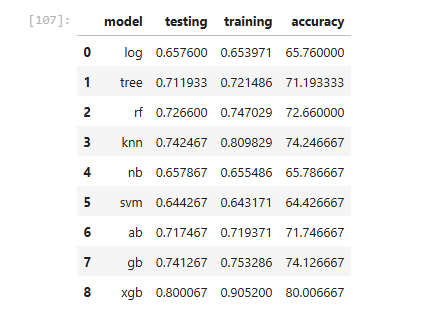 [107]:
model testing training accuracy
0 log 0.657600 0.653971 65.760000
1 tree 0.711933 0.721486 71.193333
2 rf 0.726600 0.747029 72.660000
3 knn 0.742467 0.809829 74.246667
4 nb 0.657867 0.655486 65.786667
5 svm 0.644267 0.643171 64.426667
6 ab 0.717467 0.719371 71.746667
7 gb 0.741267 0.753286 74.126667
8 xgb 0.800067 0.905200 80.006667